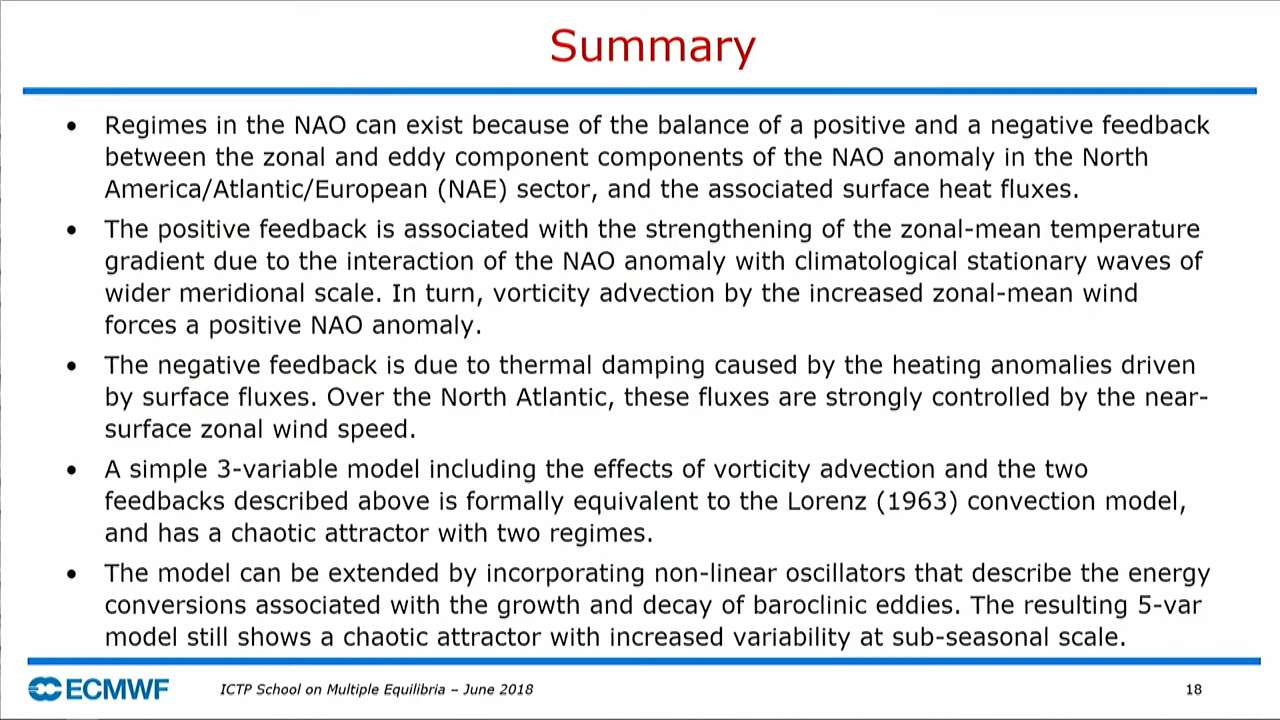 Summary
• Regimes in the NAO can exist because of the balance of a positive and a negative feedback
between the zonal and eddy component components of the NAO anomaly in the North
America/Atlantic/European (NAE) sector, and the associated surface heat fluxes.
• The positive feedback is associated with the strengthening of the zonal-mean temperature
gradient due to the interaction of the NAO anomaly with climatological stationary waves of
wider meridional scale. In turn, vorticity advection by the increased zonal-mean wind
forces a positive NAO anomaly.
• The negative feedback is due to thermal damping caused by the heating anomalies driven
by surface fluxes. Over the North Atlantic, these fluxes are strongly controlled by the near-
surface zonal wind speed.
• A simple 3-variable model including the effects of vorticity advection and the two
feedbacks described above is formally equivalent to the Lorenz (1963) convection model,
and has a chaotic attractor with two regimes.
• The model can be extended by incorporating non-linear oscillators that describe the energy
conversions associated with the growth and decay of baroclinic eddies. The resulting 5-var
model still shows a chaotic attractor with increased variability at sub-seasonal scale.
ECMWF ICTP School on Multiple Equilibria – June 2018 18